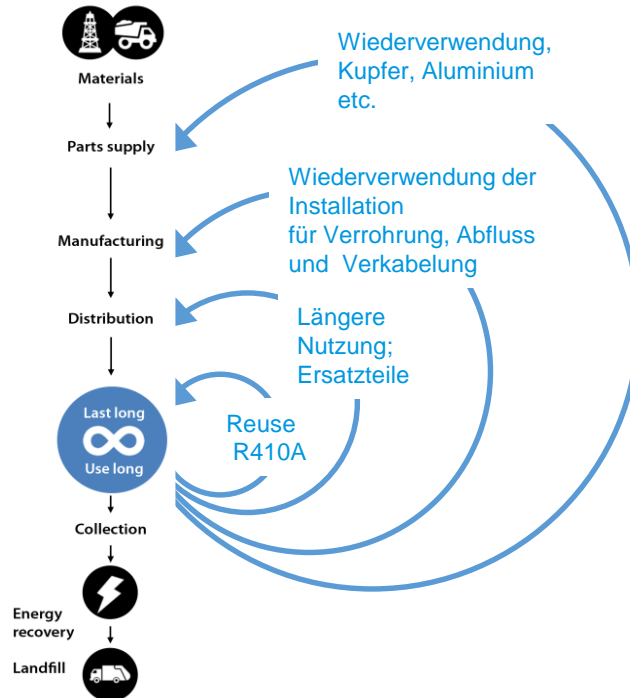 Materials
Parts supply
Manufacturing
Distribution
Last long
Use long
Collection
Energy
recovery
Landfill
Wiederverwendung,
Kupfer, Aluminium
etc.
Wiederverwendung der
Installation
für Verrohrung, Abfluss
und Verkabelung
Längere
Nutzung;
Ersatzteile
Reuse
R410A